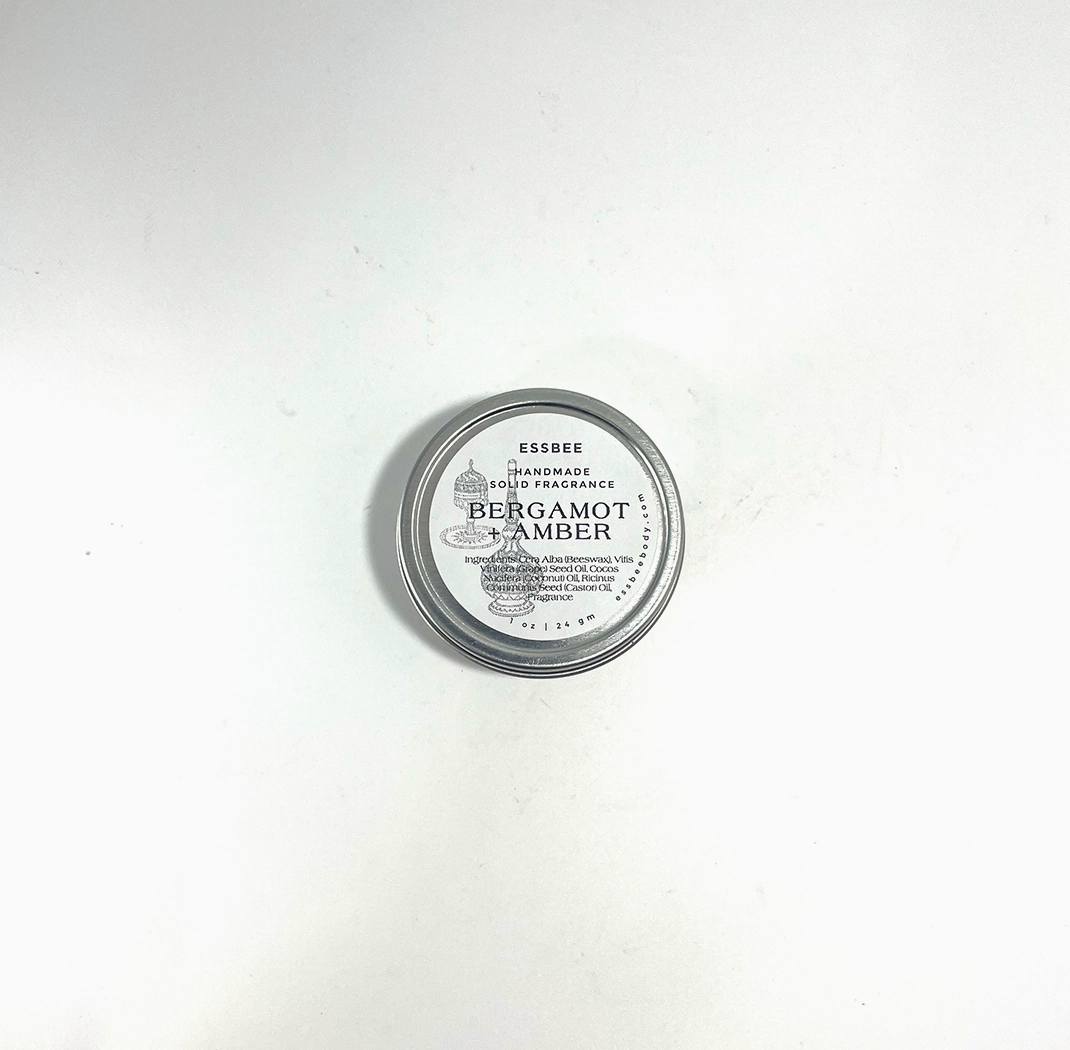 ESSBEE
HANDMADE
SOLID FRAGRANCE
BERGAMOT
+ AMBER
Ingredients: Cera Alba (Beeswax), Vitis
Vinifera (Grape) Seed Oil, Cocos
Nucifera (Coconut) Oil, Ricinus
Communis Seed (Castor) Oil,
Fragrance
1 oz | 24 gm
essbeebody.com